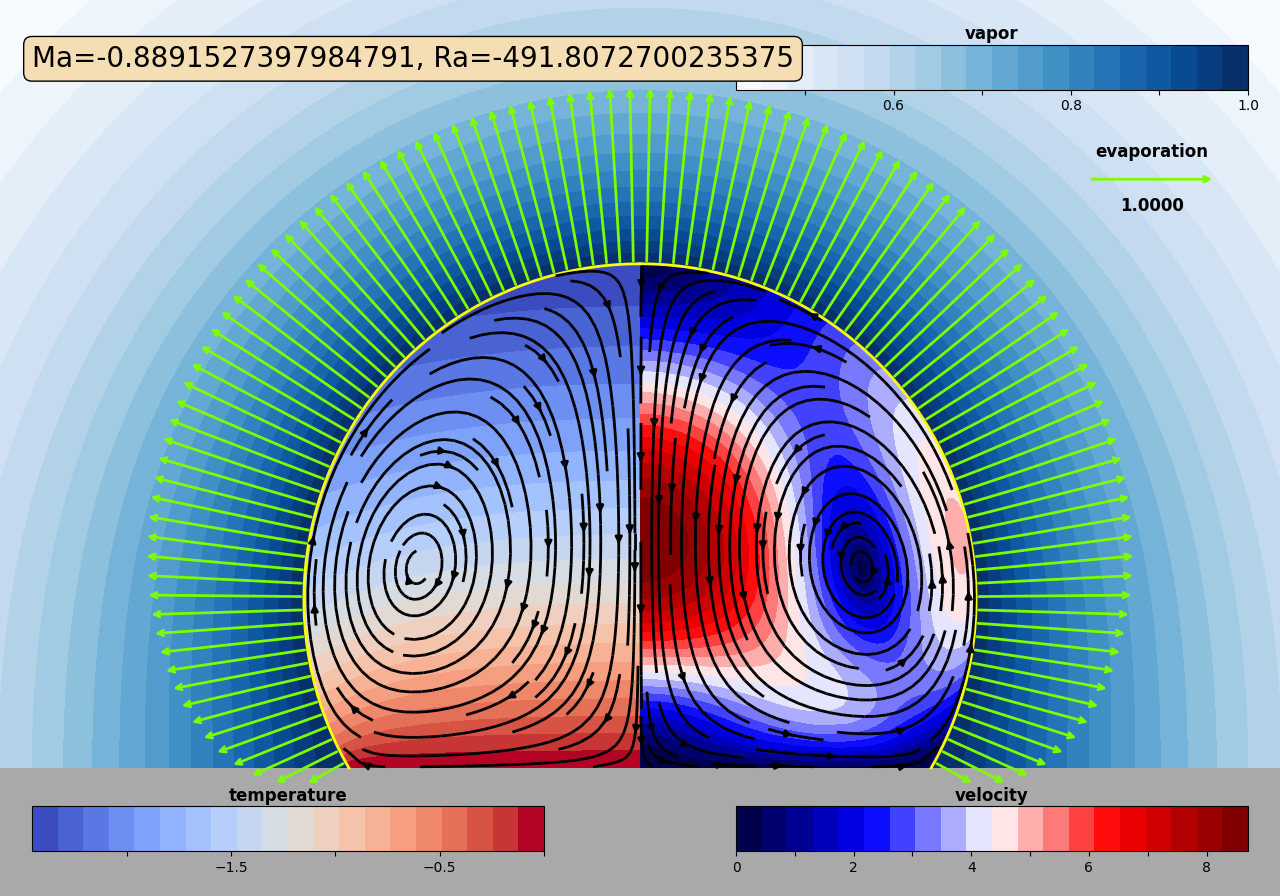 vapor
Ma=-0.8891527397984791, Ra=-491.8072700235375
0.6 0.8 1.0
evaporation
1.0000
temperature velocity
−1.5 −0.5 0 2 4 6 8